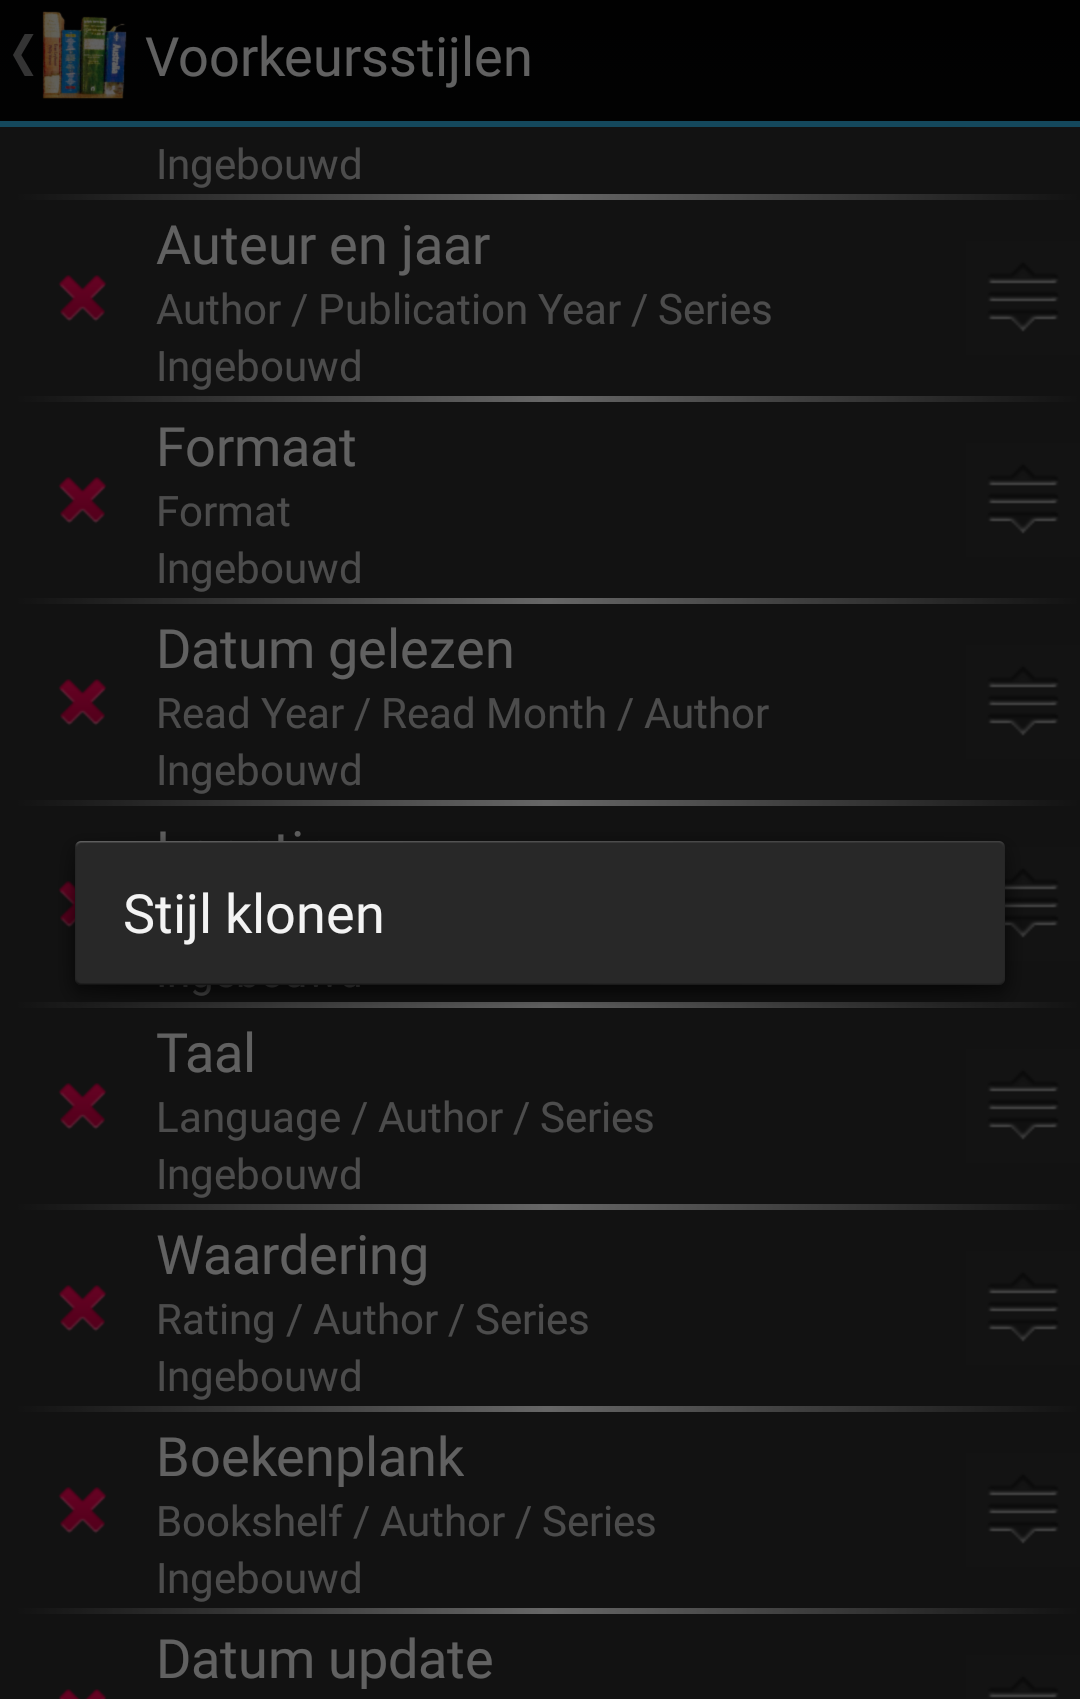 Voorkeursstijlen
Ingebouwd
Auteur en jaar
Author / Publication Year / Series
Ingebouwd
Formaat
Format
Ingebouwd
Datum gelezen
Read Year / Read Month / Author
Ingebouwd
Stijl klonen
Taal
Language / Author / Series
Ingebouwd
Waardering
Rating / Author / Series
Ingebouwd
Boekenplank
Bookshelf / Author / Series
Ingebouwd
Datum update